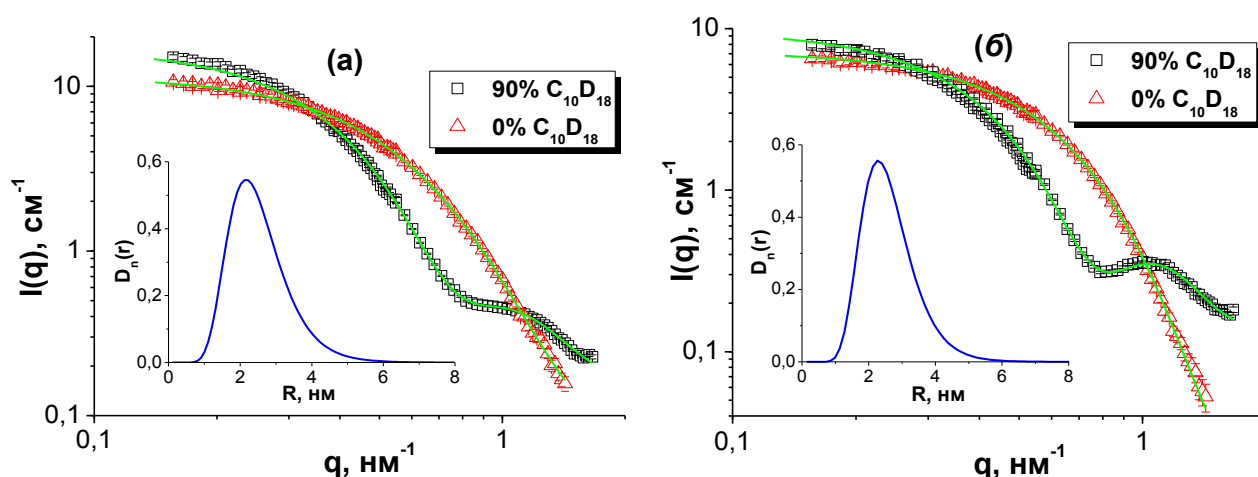 (а)
90% C₁₀D₁₈
0% C₁₀D₁₈
I(q), см⁻¹
10
1
0,1
0,1
1
q, нм⁻¹
Dₙ(r)
0,6
0,4
0,2
0,0
0
2
4
6
8
R, нм
(б)
90% C₁₀D₁₈
0% C₁₀D₁₈
I(q), см⁻¹
10
1
0,1
1
q, нм⁻¹
Dₙ(r)
0,6
0,4
0,2
0,0
0
2
4
6
8
R, нм